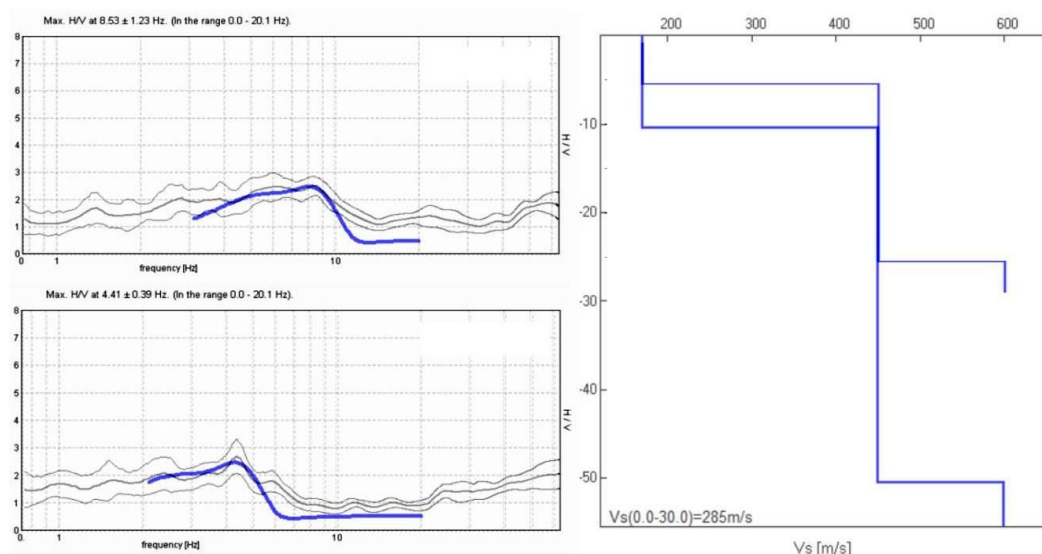 Max. H/V at 8.53 ± 1.23 Hz. (In the range 0.0 - 20.1 Hz).
8
7
6
5
4
3
2
1
0
H / V
0 1 10
frequency [Hz]
Max. H/V at 4.41 ± 0.39 Hz. (In the range 0.0 - 20.1 Hz).
8
7
6
5
4
3
2
1
0
H / V
0. 1 10
frequency [Hz]
200 300 400 500 600
-10
-20
-30
-40
-50
Vs(0.0-30.0)=285m/s
Vs [m/s]